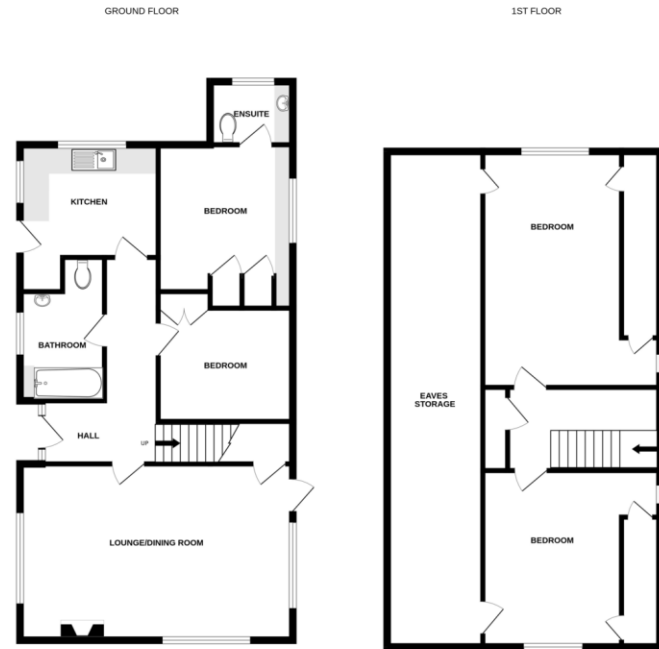 GROUND FLOOR
1ST FLOOR
ENSUITE
KITCHEN
BEDROOM
BATHROOM
BEDROOM
HALL
UP
LOUNGE/DINING ROOM
BEDROOM
EAVES
STORAGE
BEDROOM